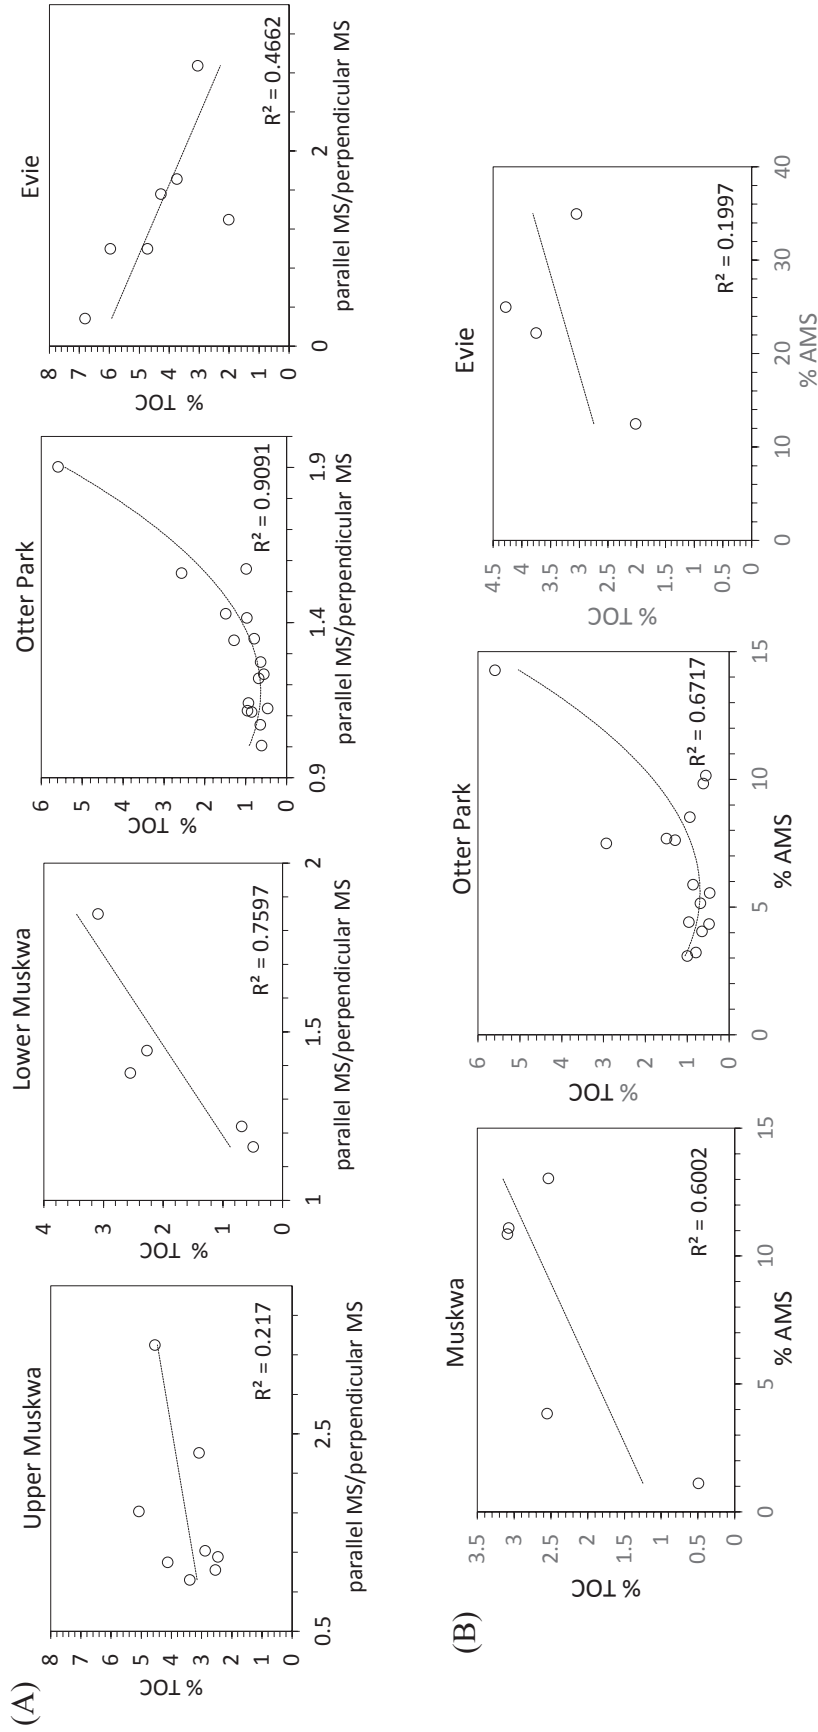 (A)
Upper Muskwa
% TOC
8
7
6
5
4
3
2
1
0
0.5
2.5
R² = 0.217
parallel MS/perpendicular MS
Lower Muskwa
% TOC
4
3
2
1
0
1
1.5
2
R² = 0.7597
parallel MS/perpendicular MS
Otter Park
% TOC
6
5
4
3
2
1
0
0.9
1.4
1.9
R² = 0.9091
parallel MS/perpendicular MS
Evie
% TOC
8
7
6
5
4
3
2
1
0
0
2
R² = 0.4662
parallel MS/perpendicular MS
(B)
Muskwa
% TOC
3.5
3
2.5
2
1.5
1
0.5
0
0
5
10
15
R² = 0.6002
% AMS
Otter Park
% TOC
6
5
4
3
2
1
0
0
5
10
15
R² = 0.6717
% AMS
Evie
% TOC
4.5
4
3.5
3
2.5
2
1.5
1
0.5
0
0
10
20
30
40
R² = 0.1997
% AMS